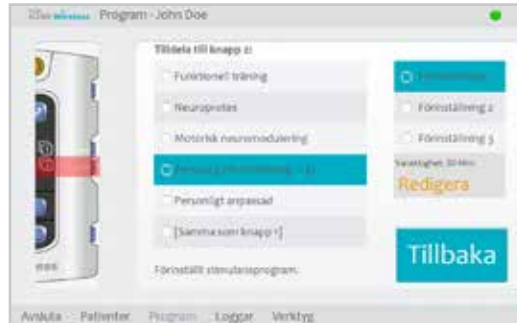 Program - John Doe
Tilldela till knapp 2:
Funktionell träning
Neuroprotes
Motorisk neuromodulering
Personligt anpassad
[Samma som knapp 1]
Förinställt stimulansprogram.
Förinställning 2
Förinställning 3
Varaktighet: 30 Min
Redigera
Tillbaka
Avsluta Patienter Program Loggar Verktyg